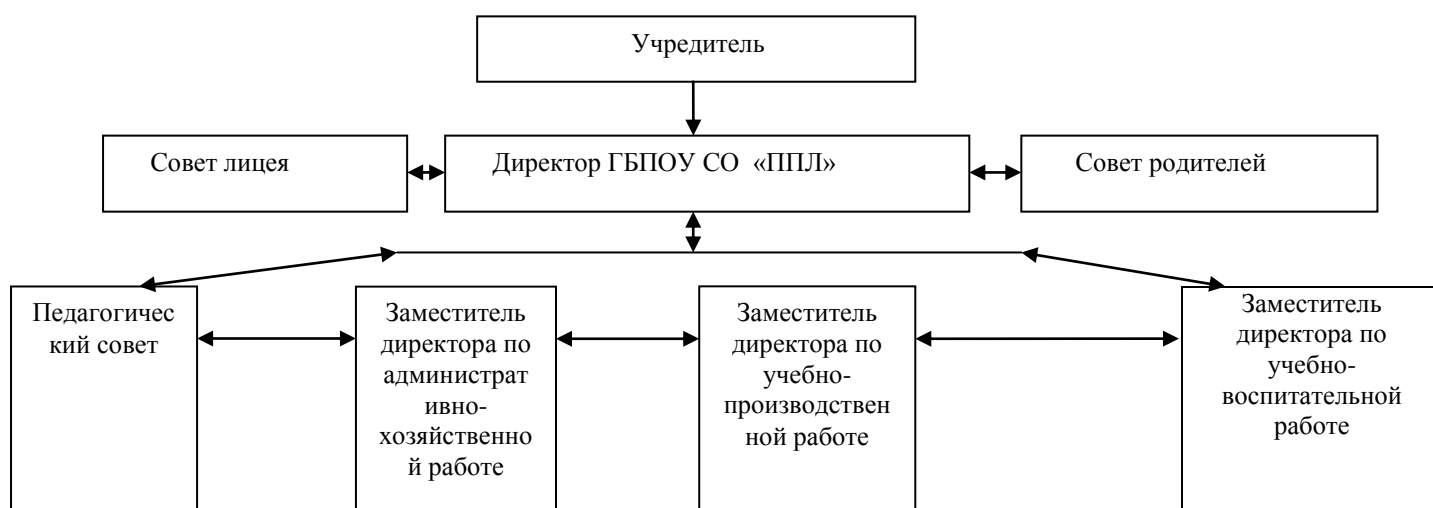 Учредитель
Совет лицея
Директор ГБПОУ СО «ППЛ»
Совет родителей
Педагогичес
кий совет
Заместитель
директора по
администрат
ивно-
хозяйственно
й работе
Заместитель
директора по
учебно-
производствен
ной работе
Заместитель
директора по
учебно-
воспитательной
работе